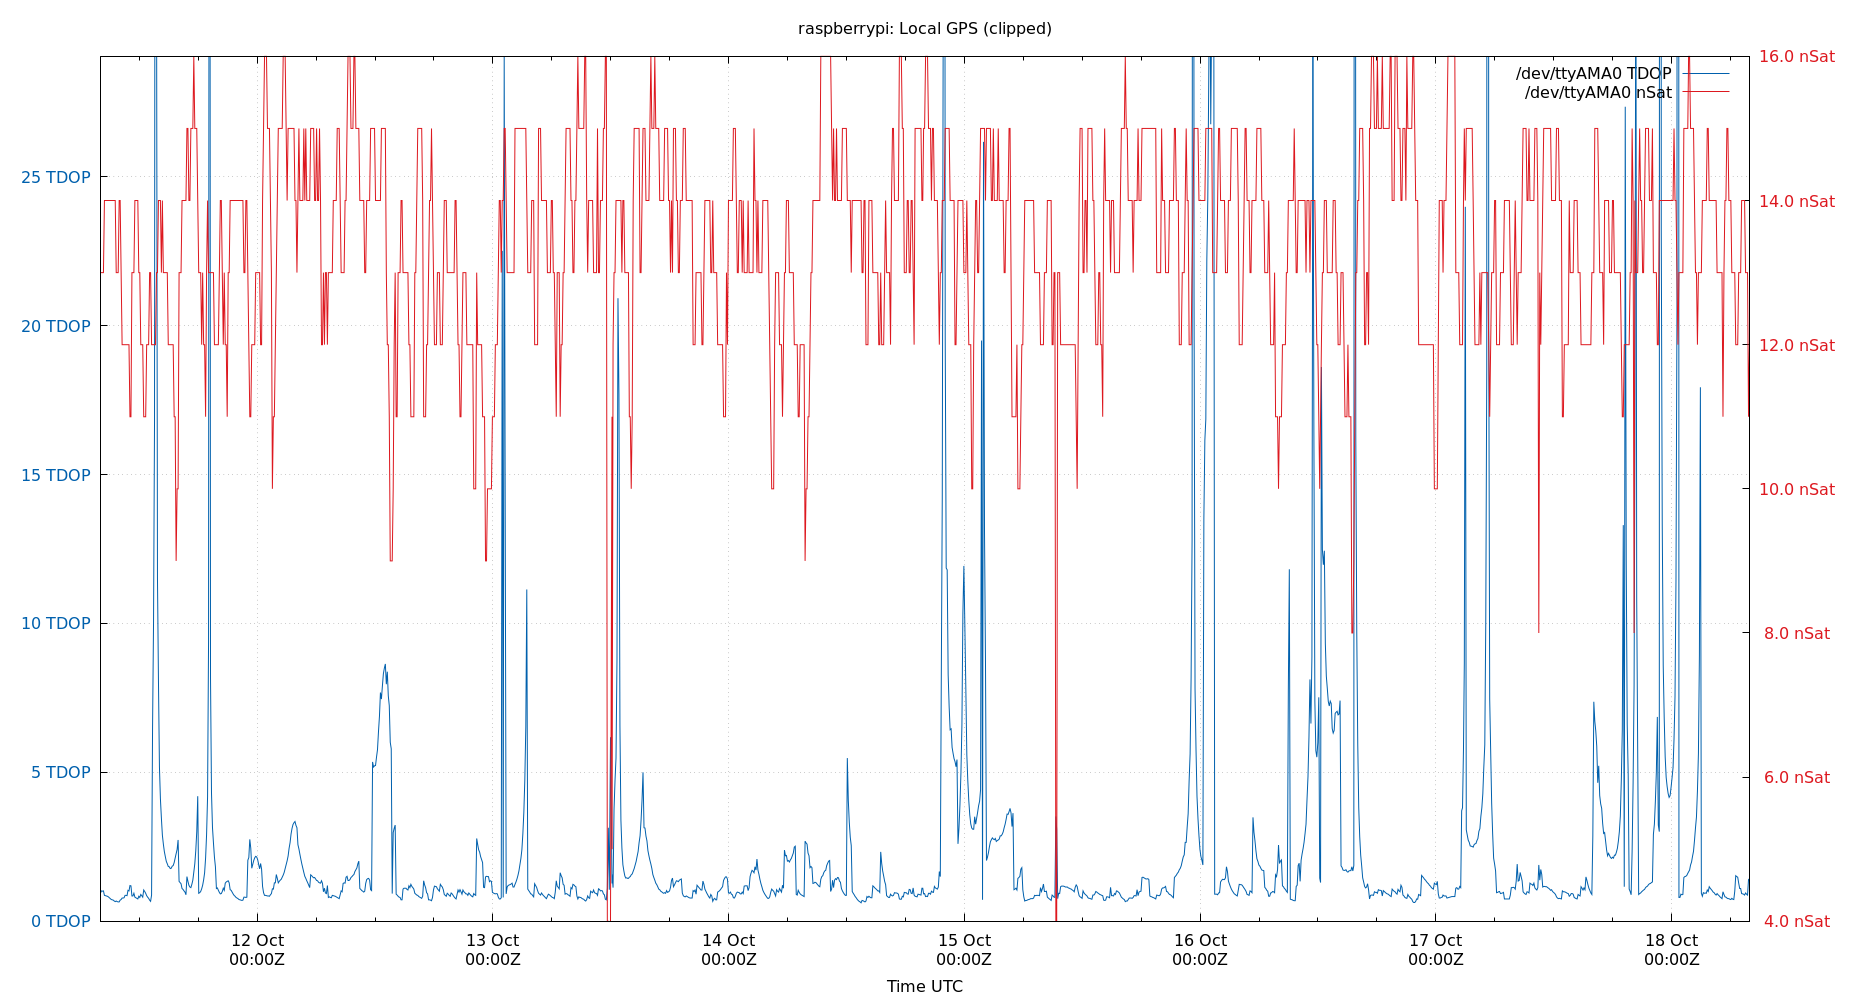 raspberrypi: Local GPS (clipped)
16.0 nSat
/dev/ttyAMA0 TDOP
/dev/ttyAMA0 nSat
25 TDOP
14.0 nSat
20 TDOP
12.0 nSat
15 TDOP
10.0 nSat
10 TDOP
8.0 nSat
5 TDOP
6.0 nSat
0 TDOP
4.0 nSat
12 Oct 13 Oct 14 Oct 15 Oct 16 Oct 17 Oct 18 Oct
00:00Z 00:00Z 00:00Z 00:00Z 00:00Z 00:00Z 00:00Z
Time UTC